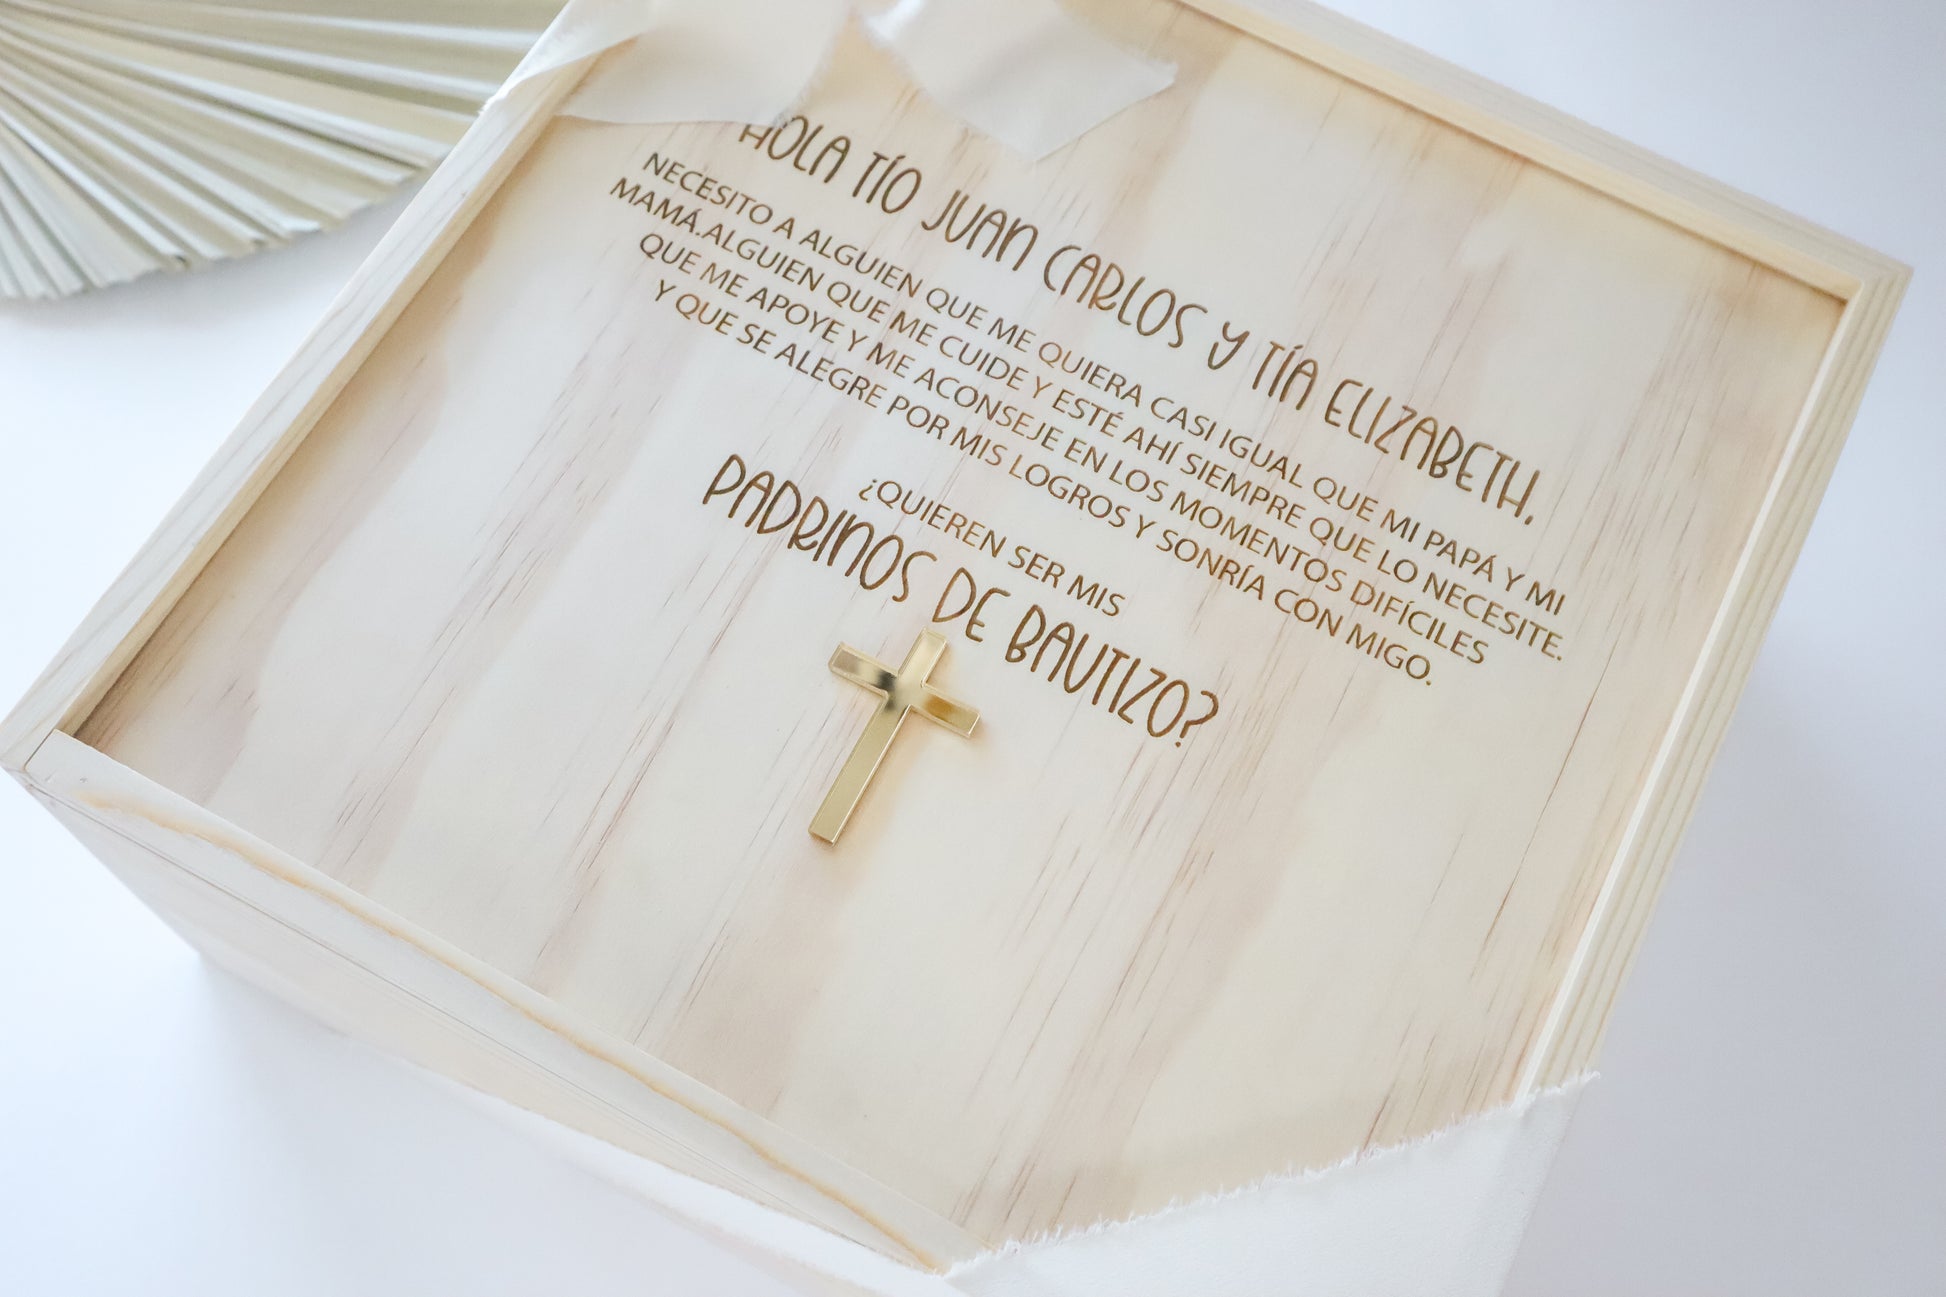 HOLA TÍO JUAN CARLOS Y TÍA ELIZABETH,
NECESITO A ALGUIEN QUE ME QUIERA CASI IGUAL QUE MI PAPÁ Y MI
MAMÁ.ALGUIEN QUE ME CUIDE Y ESTÉ AHÍ SIEMPRE QUE LO NECESITE.
QUE ME APOYE Y ME ACONSEJE EN LOS MOMENTOS DIFÍCILES
Y QUE SE ALEGRE POR MIS LOGROS Y SONRÍA CON MIGO.
¿QUIEREN SER MIS
PADRINOS DE BAUTIZO?